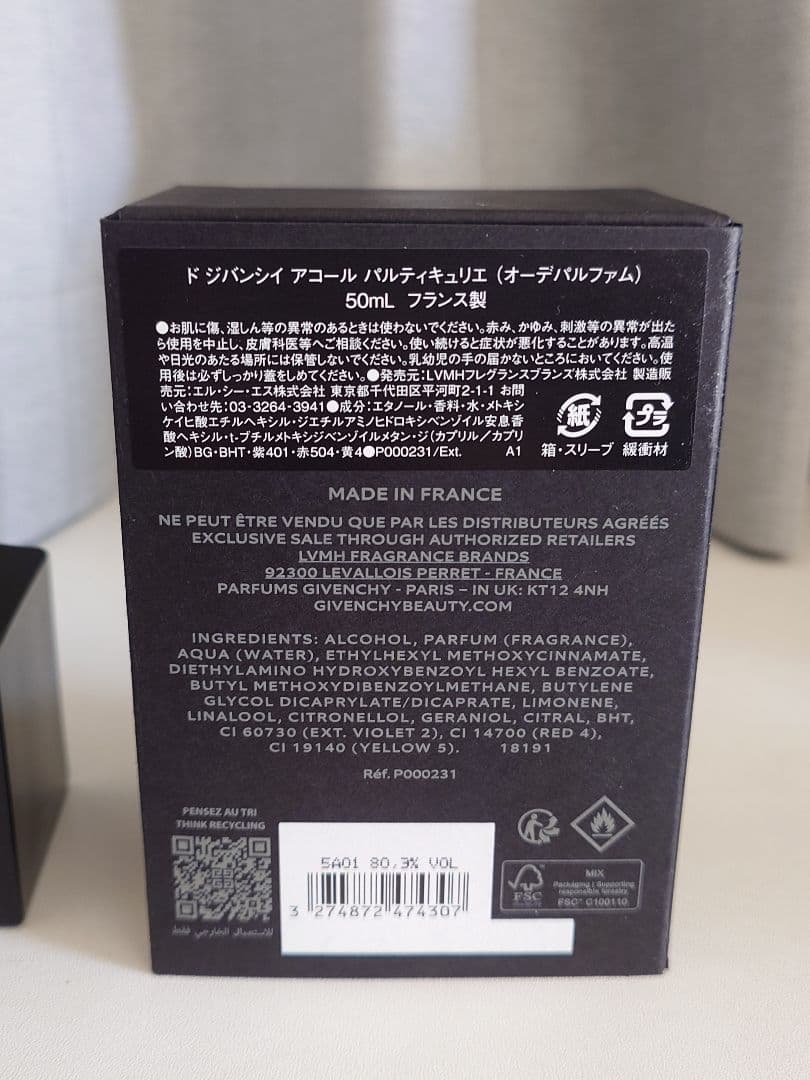 ド ジバンシイ アコール パルティキュリエ（オーデパルファム）
50mL フランス製
●お肌に傷、湿しん等の異常のあるときは使わないでください。赤み、かゆみ、刺激等の異常が出た
ら使用を中止し、皮膚科医等へご相談ください。使い続けると症状が悪化することがあります。高温
や日光のあたる場所には保管しないでください。乳幼児の手の届かないところにおいてください。使
用後は必ずしっかり蓋をしめてください。●発売元:LVMHフレグランスブランズ株式会社 製造販
売元:エル・シー・エス株式会社 東京都千代田区平河町2-1-1 お問
い合わせ先:03-3264-3941●成分:エタノール・香料・水・メトキシ
ケイヒ酸エチルヘキシル・ジエチルアミノヒドロキシベンゾイル安息香
酸ヘキシル・t-ブチルメトキシジベンゾイルメタン・ジ(カプリル／カプリ
ン酸)BG・BHT・紫401・赤504・黄4●P000231/Ext. A1
紙 プラ
箱・スリーブ 緩衝材
MADE IN FRANCE
NE PEUT ÊTRE VENDU QUE PAR LES DISTRIBUTEURS AGRÉÉS
EXCLUSIVE SALE THROUGH AUTHORIZED RETAILERS
LVMH FRAGRANCE BRANDS
92300 LEVALLOIS PERRET - FRANCE
PARFUMS GIVENCHY - PARIS – IN UK: KT12 4NH
GIVENCHYBEAUTY.COM
INGREDIENTS: ALCOHOL, PARFUM (FRAGRANCE),
AQUA (WATER), ETHYLHEXYL METHOXYCINNAMATE,
DIETHYLAMINO HYDROXYBENZOYL HEXYL BENZOATE,
BUTYL METHOXYDIBENZOYLMETHANE, BUTYLENE
GLYCOL DICAPRYLATE/DICAPRATE, LIMONENE,
LINALOOL, CITRONELLOL, GERANIOL, CITRAL, BHT,
CI 60730 (EXT. VIOLET 2), CI 14700 (RED 4),
CI 19140 (YELLOW 5). 18191
Réf. P000231
PENSEZ AU TRI
THINK RECYCLING
5A01 80.3% VOL
3 274872 474307
للاستعمال الخارجي فقط
FSC
MIX
Packaging | Supporting
responsible forestry
FSC® C100110